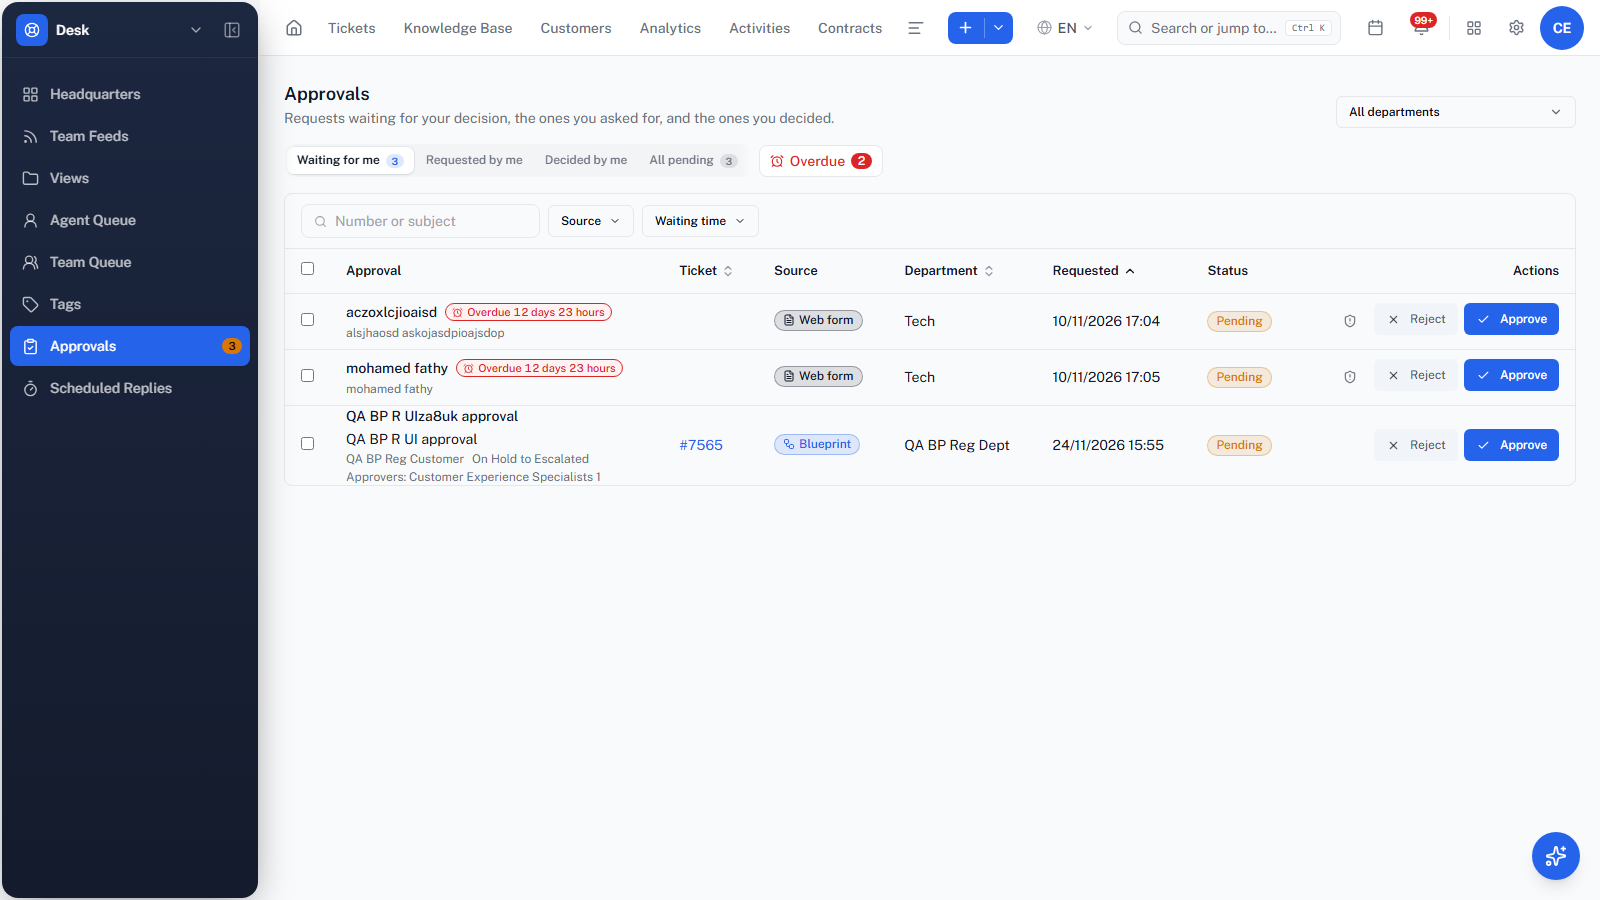 Desk
Tickets Knowledge Base Customers Analytics Activities Contracts EN Search or jump to... Ctrl K 99+ CE
Headquarters
Team Feeds
Views
Agent Queue
Team Queue
Tags
Approvals 3
Scheduled Replies
Approvals
Requests waiting for your decision, the ones you asked for, and the ones you decided.
All departments
Waiting for me 3 Requested by me Decided by me All pending 3 Overdue 2
Number or subject Source Waiting time
Approval Ticket Source Department Requested Status Actions
aczoxlcjioaisd Overdue 12 days 23 hours Web form Tech 10/11/2026 17:04 Pending Reject Approve
alsjhaosd askojasdpioajsdop
mohamed fathy Overdue 12 days 23 hours Web form Tech 10/11/2026 17:05 Pending Reject Approve
mohamed fathy
QA BP R UIza8uk approval
QA BP R UI approval #7565 Blueprint QA BP Reg Dept 24/11/2026 15:55 Pending Reject Approve
QA BP Reg Customer On Hold to Escalated
Approvers: Customer Experience Specialists 1